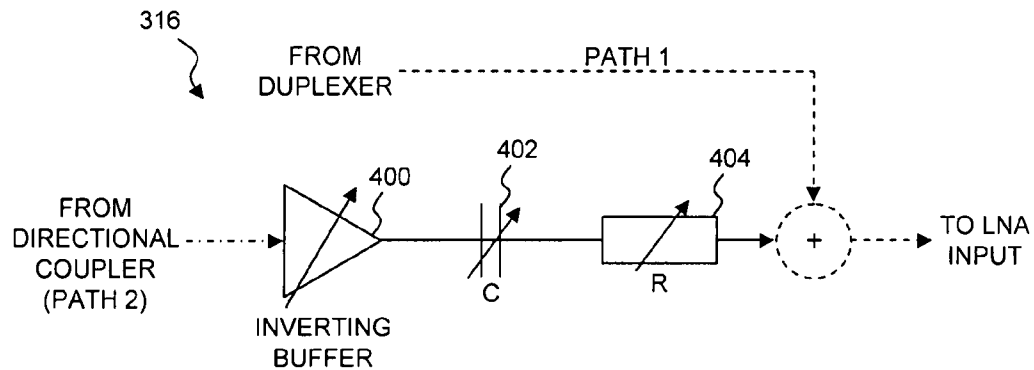 316
FROM
DUPLEXER
PATH 1
402
404
400
FROM
DIRECTIONAL
COUPLER
(PATH 2)
+
TO LNA
INPUT
C
R
INVERTING
BUFFER